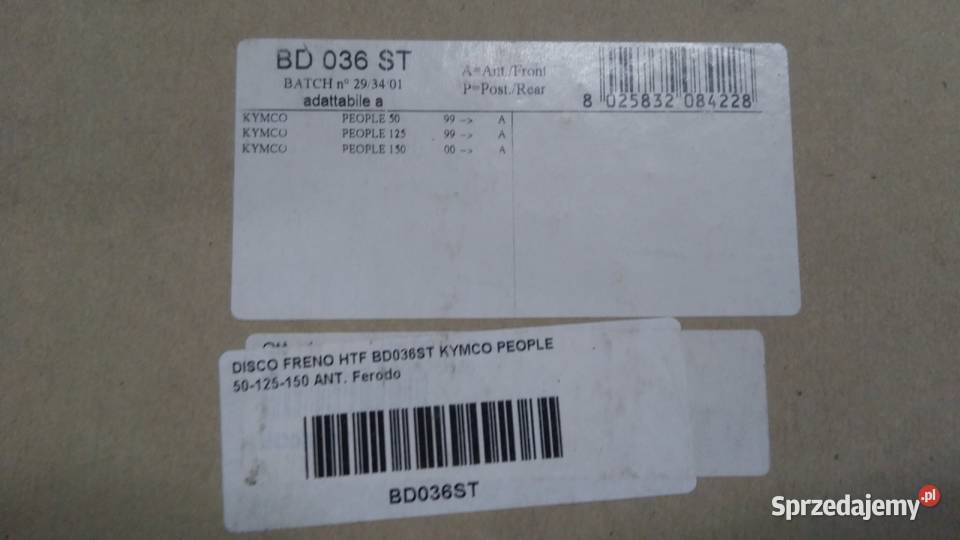 BD 036 ST
BATCH n° 29/34/01
adattabile a
A=Ant./Front
P=Post./Rear
8 025832 084228
KYMCO PEOPLE 50 99 -> A
KYMCO PEOPLE 125 99 -> A
KYMCO PEOPLE 150 00 -> A
DISCO FRENO HTF BD036ST KYMCO PEOPLE
50-125-150 ANT. Ferodo
BD036ST
Sprzedajemy.pl